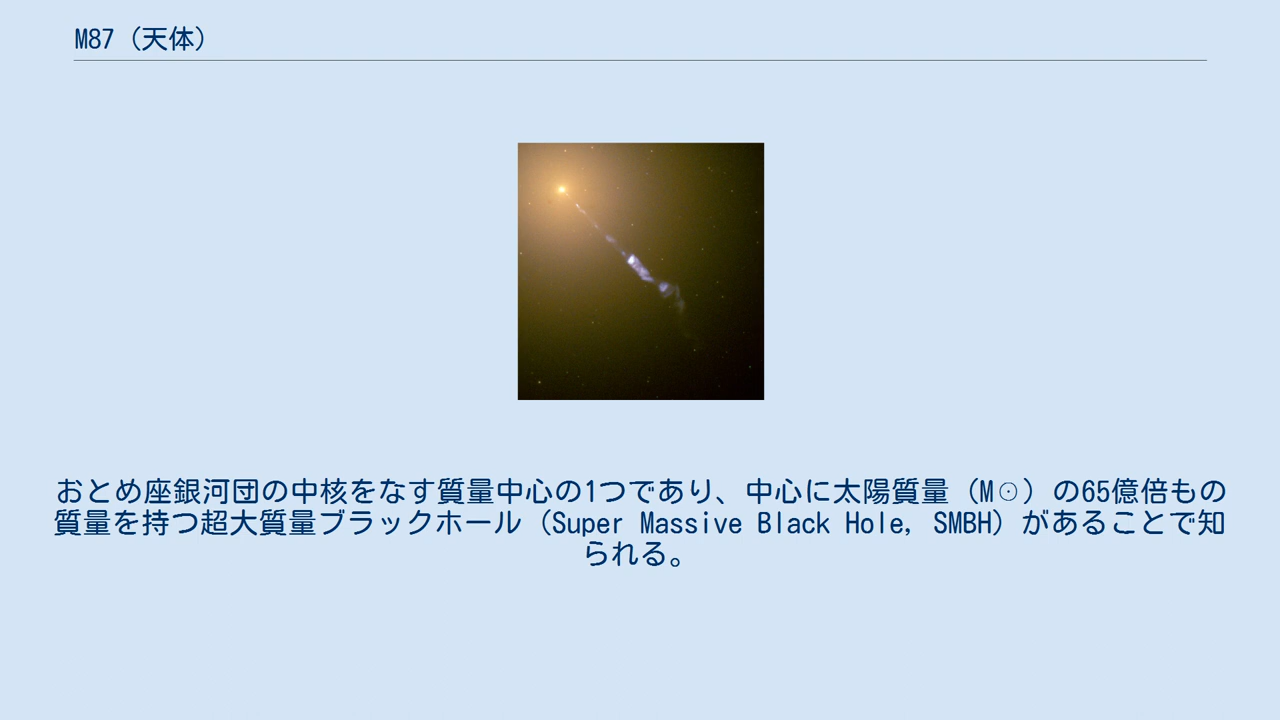 M87（天体）
おとめ座銀河団の中核をなす質量中心の1つであり、中心に太陽質量（M☉）の65億倍もの
質量を持つ超大質量ブラックホール（Super Massive Black Hole, SMBH）があることで知
られる。